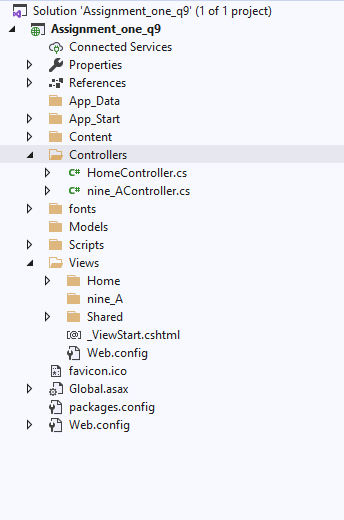 Solution 'Assignment_one_q9' (1 of 1 project)
Assignment_one_q9
Connected Services
Properties
References
App_Data
App_Start
Content
Controllers
C# HomeController.cs
C# nine_AController.cs
fonts
Models
Scripts
Views
Home
nine_A
Shared
[@] _ViewStart.cshtml
Web.config
favicon.ico
Global.asax
packages.config
Web.config